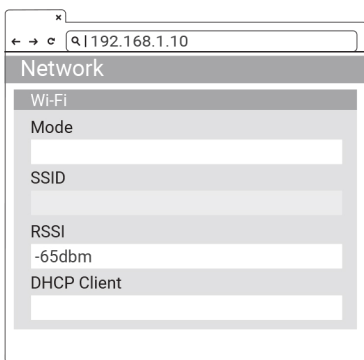 192.168.1.10
Network
Wi-Fi
Mode
SSID
RSSI
-65dbm
DHCP Client